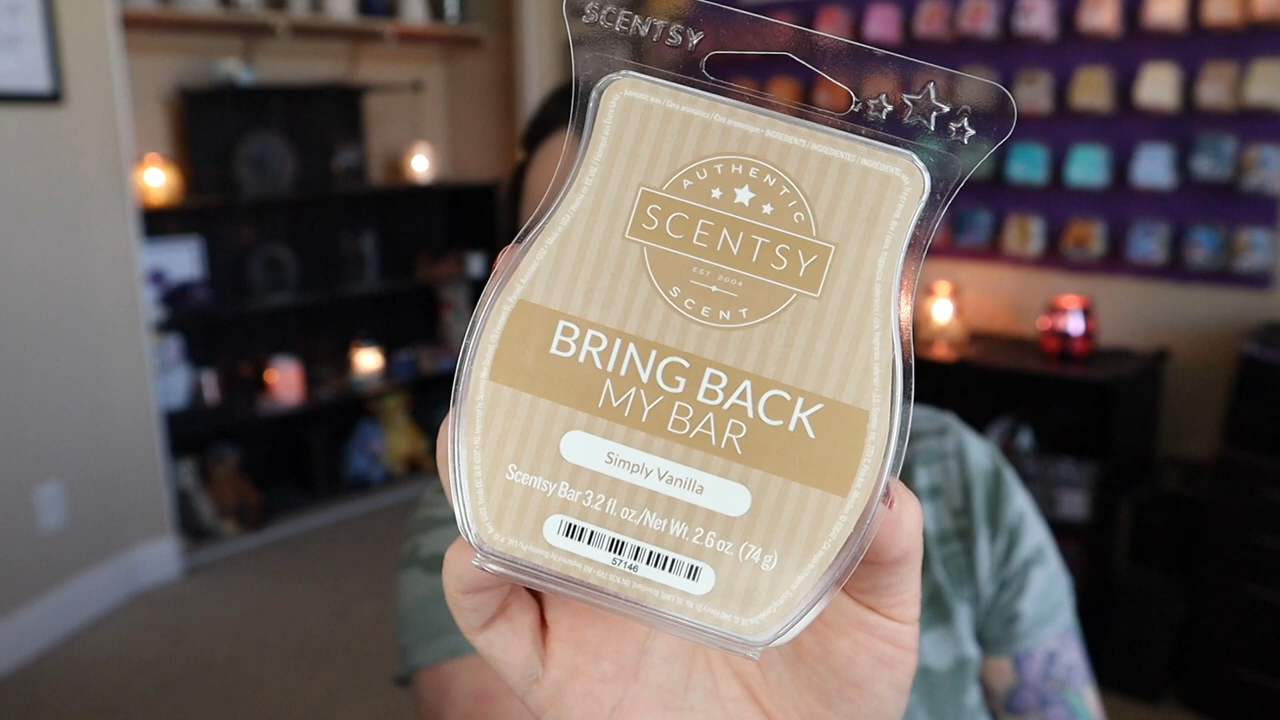 SCENTSY
AUTHENTIC
SCENTSY
EST. 2004
SCENT
BRING BACK
MY BAR
Simply Vanilla
Scentsy Bar 3.2 fl. oz./Net Wt. 2.6 oz. (74 g)
57146